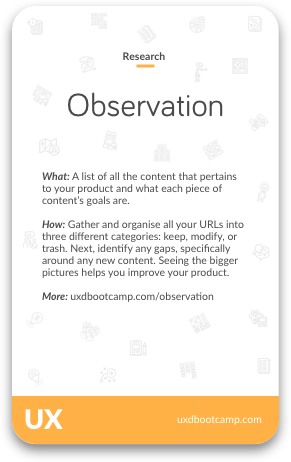 Research
Observation
What: A list of all the content that pertains
to your product and what each piece of
content's goals are.
How: Gather and organise all your URLs into
three different categories: keep, modify, or
trash. Next, identify any gaps, specifically
around any new content. Seeing the bigger
pictures helps you improve your product.
More: uxdbootcamp.com/observation
UX
uxdbootcamp.com